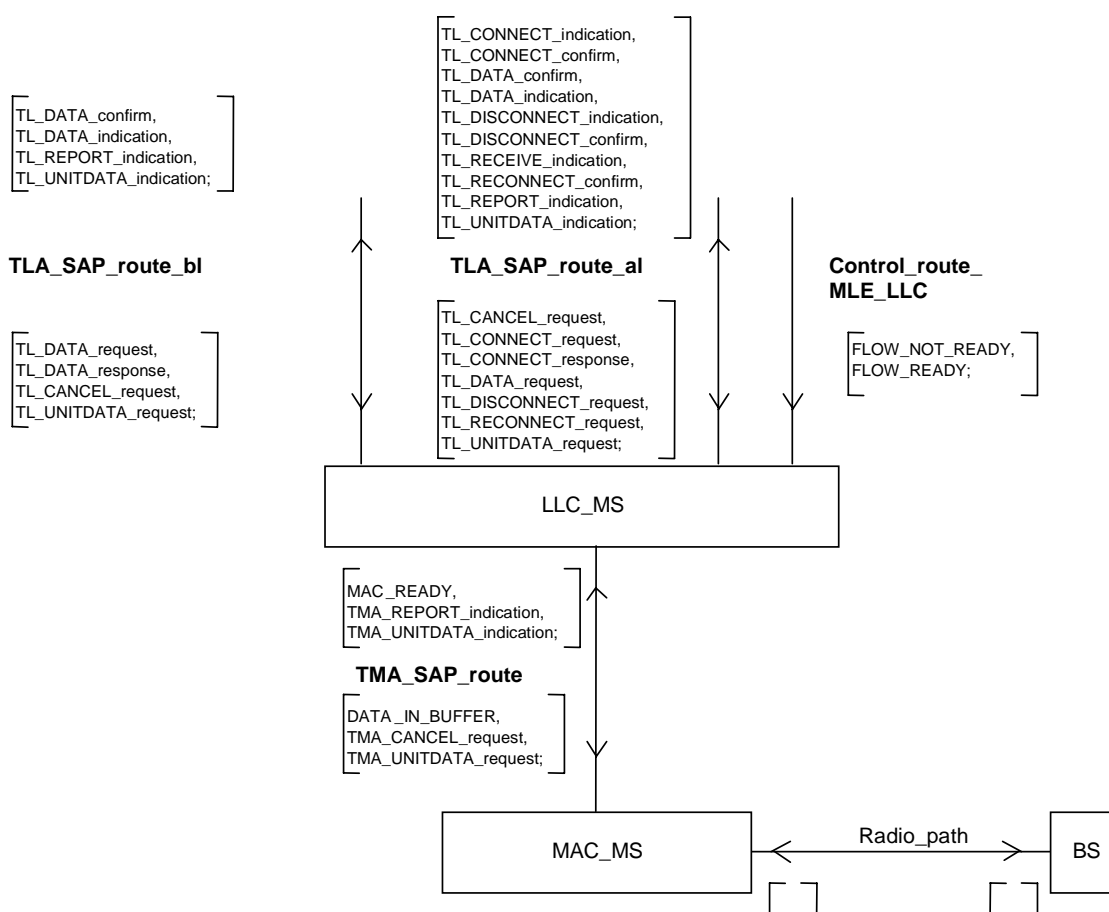 TL_CONNECT_indication,
TL_CONNECT_confirm,
TL_DATA_confirm,
TL_DATA_indication,
TL_DISCONNECT_indication,
TL_DISCONNECT_confirm,
TL_RECEIVE_indication,
TL_RECONNECT_confirm,
TL_REPORT_indication,
TL_UNITDATA_indication;
TL_DATA_confirm,
TL_DATA_indication,
TL_REPORT_indication,
TL_UNITDATA_indication;
TLA_SAP_route_bl
TLA_SAP_route_al
Control_route_
MLE_LLC
TL_DATA_request,
TL_DATA_response,
TL_CANCEL_request,
TL_UNITDATA_request;
TL_CANCEL_request,
TL_CONNECT_request,
TL_CONNECT_response,
TL_DATA_request,
TL_DISCONNECT_request,
TL_RECONNECT_request,
TL_UNITDATA_request;
FLOW_NOT_READY,
FLOW_READY;
LLC_MS
MAC_READY,
TMA_REPORT_indication,
TMA_UNITDATA_indication;
TMA_SAP_route
DATA_IN_BUFFER,
TMA_CANCEL_request,
TMA_UNITDATA_request;
MAC_MS
Radio_path
BS